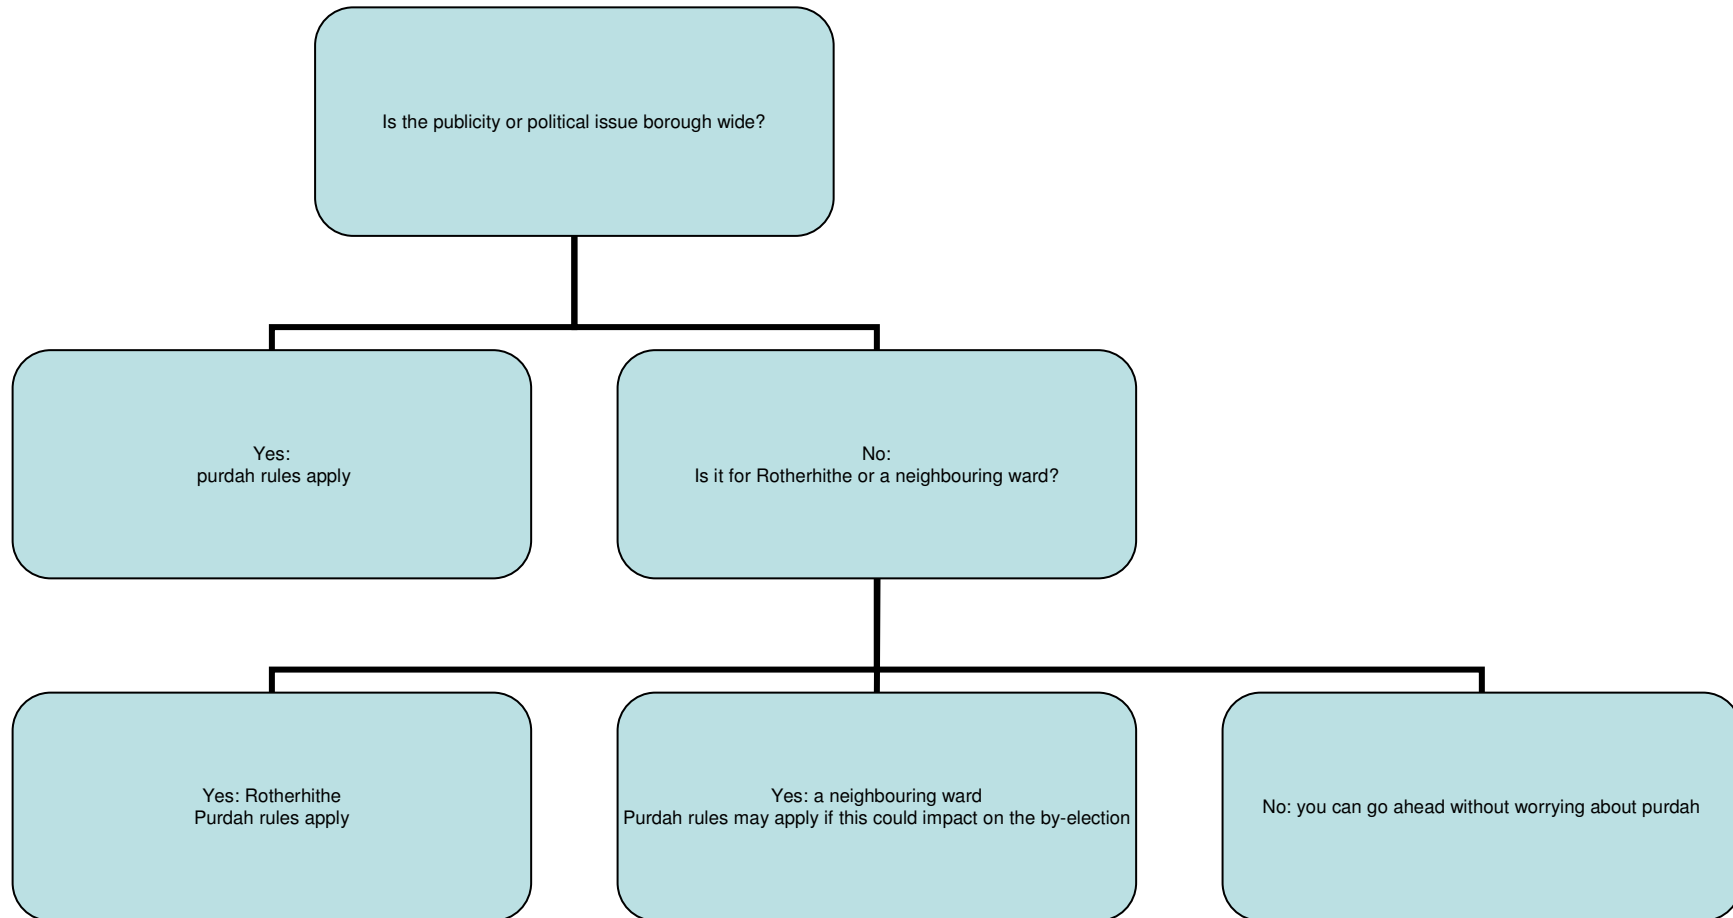 Is the publicity or political issue borough wide?
Yes:
purdah rules apply
No:
Is it for Rotherhithe or a neighbouring ward?
Yes: Rotherhithe
Purdah rules apply
Yes: a neighbouring ward
Purdah rules may apply if this could impact on the by-election
No: you can go ahead without worrying about purdah